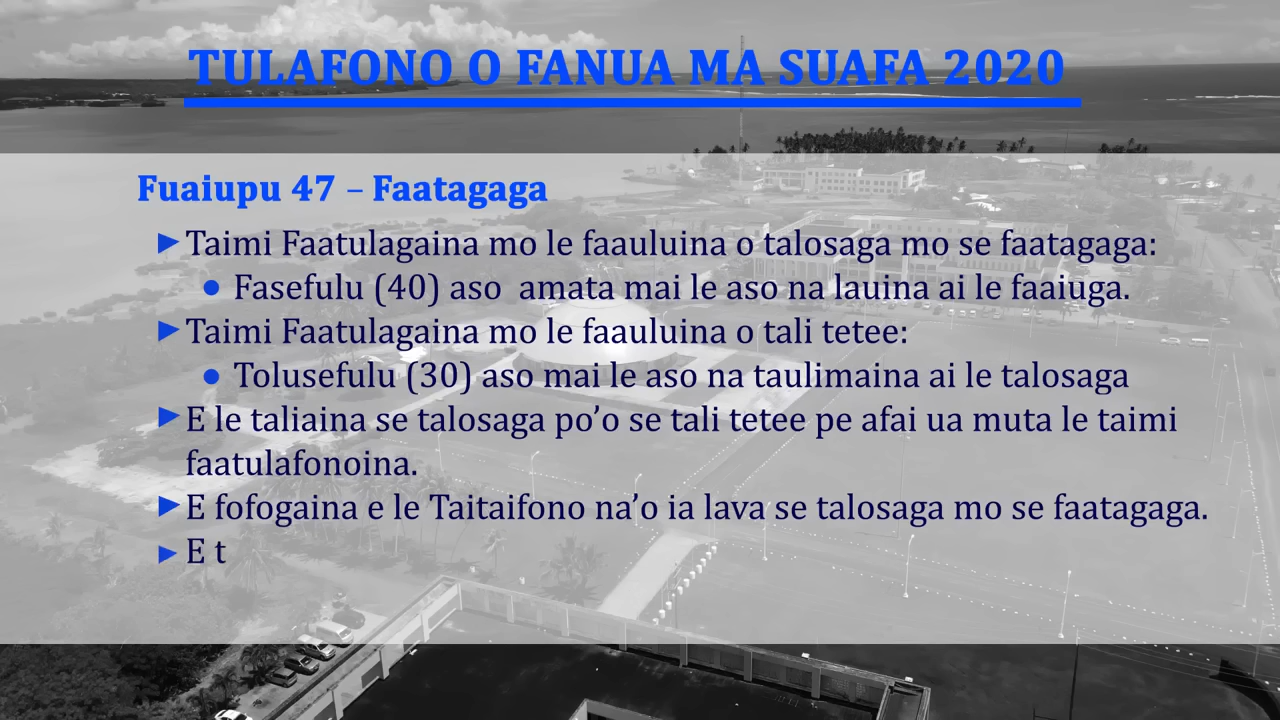 TULAFONO O FANUA MA SUAFA 2020
Fuaiupu 47 – Faatagaga
Taimi Faatulagaina mo le faauluina o talosaga mo se faatagaga:
Fasefulu (40) aso  amata mai le aso na lauina ai le faaiuga.
Taimi Faatulagaina mo le faauluina o tali tetee:
Tolusefulu (30) aso mai le aso na taulimaina ai le talosaga
E le taliaina se talosaga po’o se tali tetee pe afai ua muta le taimi
faatulafonoina.
E fofogaina e le Taitaifono na’o ia lava se talosaga mo se faatagaga.
E t